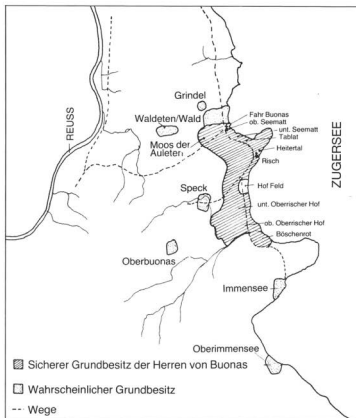 Grindel
Waldeten/Wald
Moos der
Auleter
REUSS
Fahr Buonas
ob. Seematt
unt. Seematt
Tablat
Heitertal
Risch
ZUGERSEE
Speck
Hof Feld
unt. Oberrischer Hof
ob. Oberrischer Hof
Böschenrot
Oberbuonas
Immensee
Oberimmensee
Sicherer Grundbesitz der Herren von Buonas
Wahrscheinlicher Grundbesitz
Wege